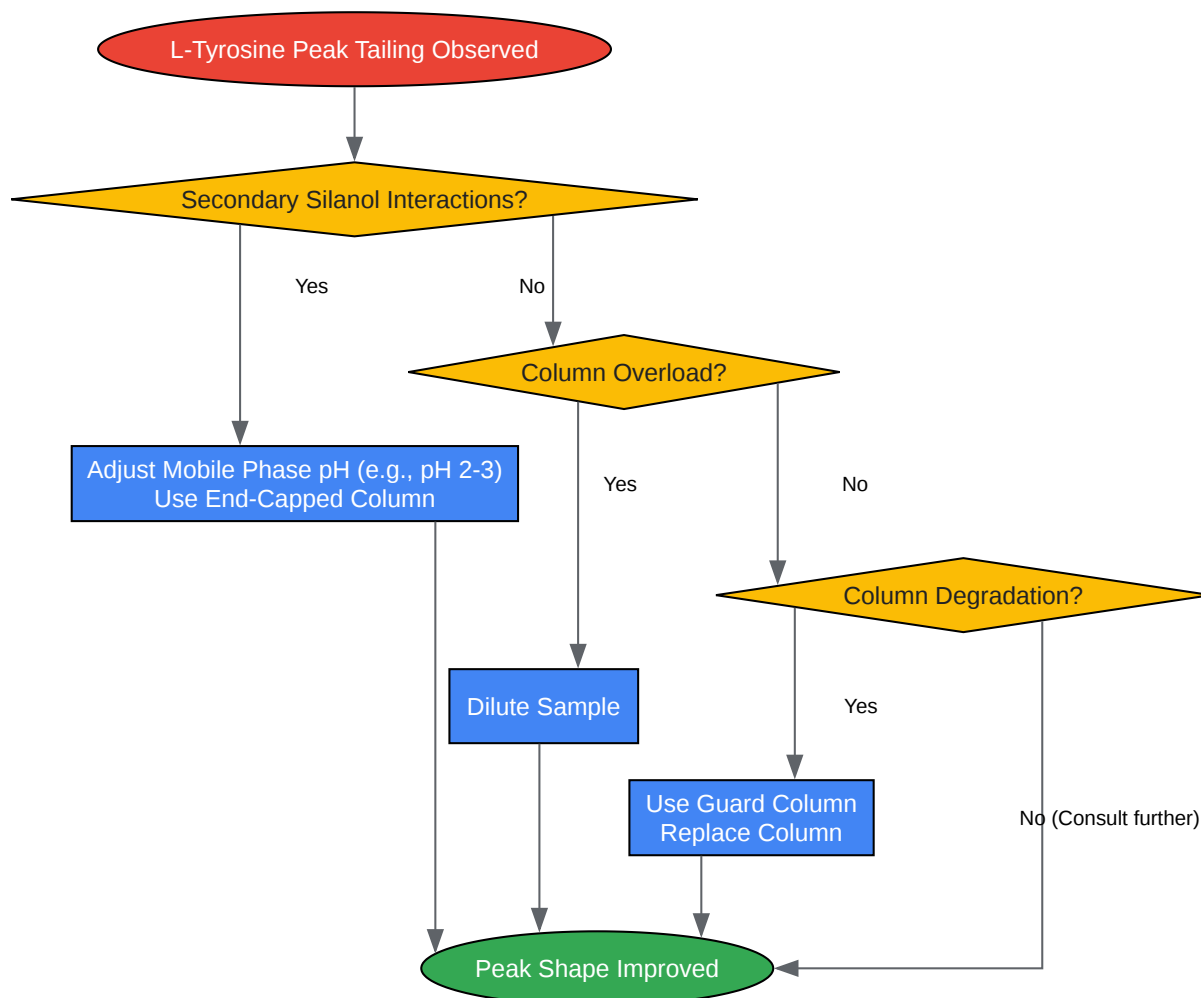 L-Tyrosine Peak Tailing Observed
Secondary Silanol Interactions?
Yes
No
Column Overload?
Adjust Mobile Phase pH (e.g., pH 2-3)
Use End-Capped Column
Yes
No
Column Degradation?
Dilute Sample
Yes
Use Guard Column
Replace Column
No (Consult further)
Peak Shape Improved